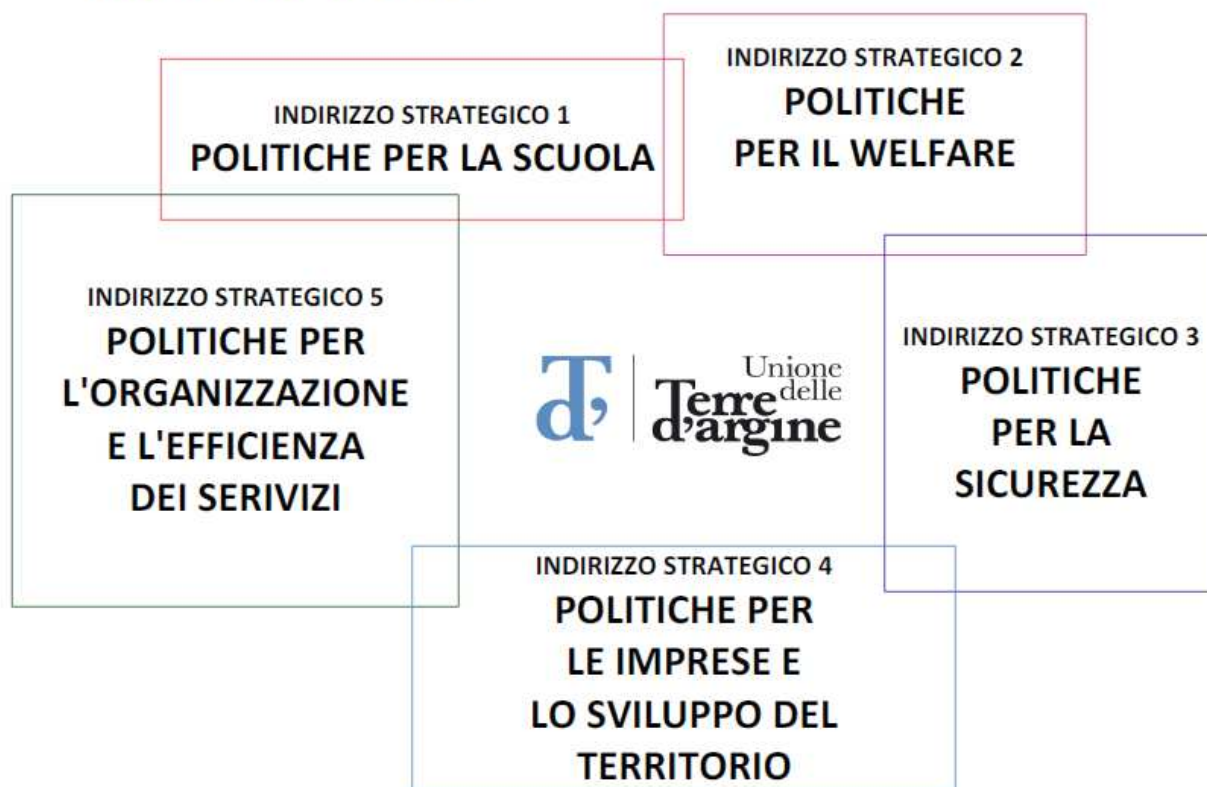 INDIRIZZO STRATEGICO 1
POLITICHE PER LA SCUOLA
INDIRIZZO STRATEGICO 2
POLITICHE
PER IL WELFARE
INDIRIZZO STRATEGICO 5
POLITICHE PER
L'ORGANIZZAZIONE
E L'EFFICIENZA
DEI SERIVIZI
Td'
Unione
delle
Terre
d'argine
INDIRIZZO STRATEGICO 3
POLITICHE
PER LA
SICUREZZA
INDIRIZZO STRATEGICO 4
POLITICHE PER
LE IMPRESE E
LO SVILUPPO DEL
TERRITORIO